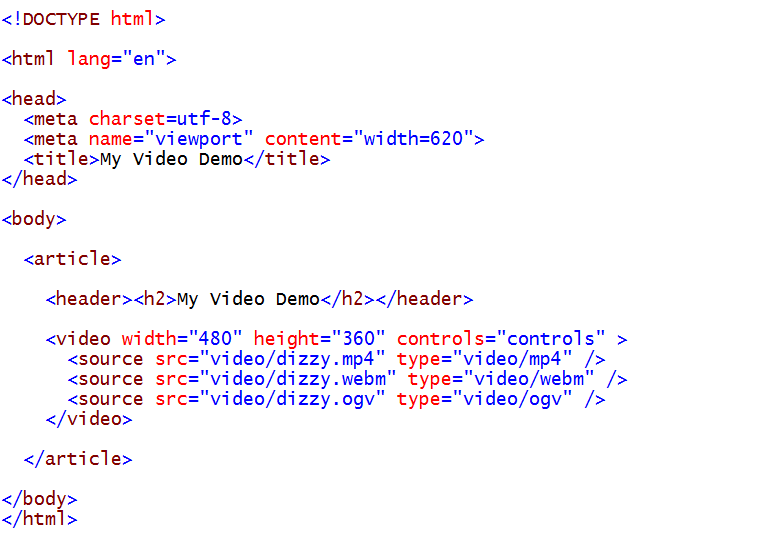 <!DOCTYPE html>
<html lang="en">
<head>
<meta charset=utf-8>
<meta name="viewport" content="width=620">
<title>My Video Demo</title>
</head>
<body>
<article>
<header><h2>My Video Demo</h2></header>
<video width="480" height="360" controls="controls" >
<source src="video/dizzy.mp4" type="video/mp4" />
<source src="video/dizzy.webm" type="video/webm" />
<source src="video/dizzy.ogv" type="video/ogv" />
</video>
</article>
</body>
</html>